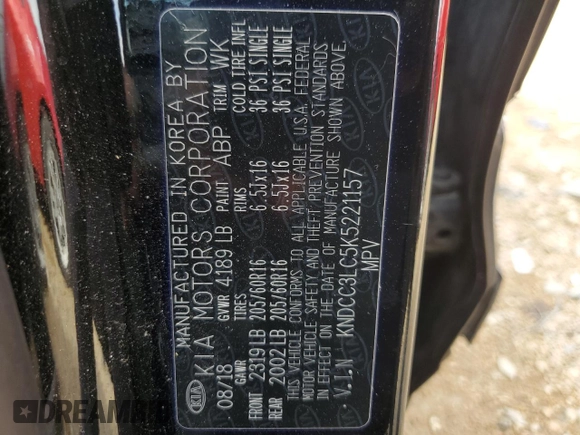 MANUFACTURED IN KOREA BY
KIA KIA MOTORS CORPORATION
08/18 GVWR 4189 LB PAINT ABP TRIM WK
GAWR TIRES RIMS COLD TIRE INFL
FRONT 2319 LB 205/60R16 6.5Jx16 36 PSI SINGLE
REAR 2002 LB 205/60R16 6.5Jx16 36 PSI SINGLE
THIS VEHICLE CONFORMS TO ALL APPLICABLE U.S.A. FEDERAL
MOTOR VEHICLE SAFETY AND THEFT PREVENTION STANDARDS
IN EFFECT ON THE DATE OF MANUFACTURE SHOWN ABOVE.
V.I.N KNDCC3LC5K5221157
MPV